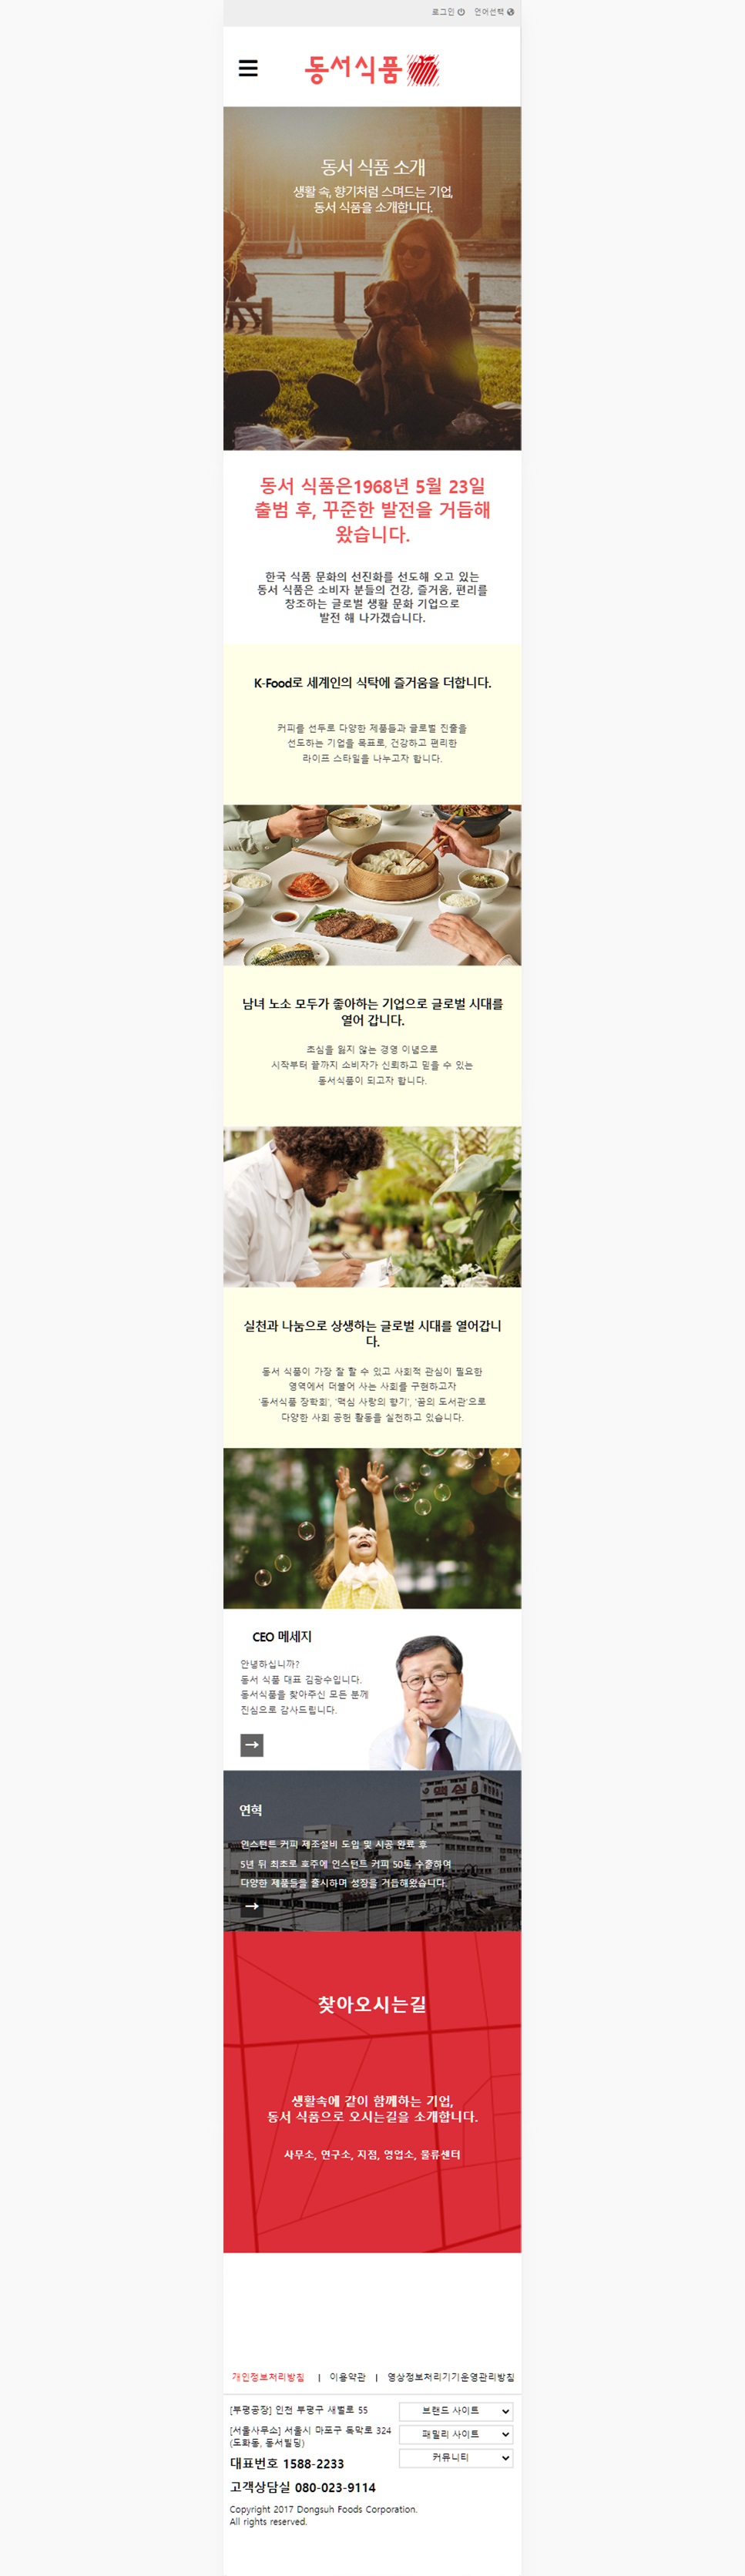 로그인 언어선택
동서식품
동서 식품 소개
생활 속, 향기처럼 스며드는 기업,
동서 식품을 소개합니다.
동서 식품은1968년 5월 23일
출범 후, 꾸준한 발전을 거듭해
왔습니다.
한국 식품 문화의 선진화를 선도해 오고 있는
동서 식품은 소비자 분들의 건강, 즐거움, 편리를
창조하는 글로벌 생활 문화 기업으로
발전 해 나가겠습니다.
K-Food로 세계인의 식탁에 즐거움을 더합니다.
커피를 선두로 다양한 제품들과 글로벌 진출을
선도하는 기업을 목표로, 건강하고 편리한
라이프 스타일을 나누고자 합니다.
남녀 노소 모두가 좋아하는 기업으로 글로벌 시대를
열어 갑니다.
초심을 잃지 않는 경영 이념으로
시작부터 끝까지 소비자가 신뢰하고 믿을 수 있는
동서식품이 되고자 합니다.
실천과 나눔으로 상생하는 글로벌 시대를 열어갑니
다.
동서 식품이 가장 잘 할 수 있고 사회적 관심이 필요한
영역에서 더불어 사는 사회를 구현하고자
'동서식품 장학회', '맥심 사랑의 향기', '꿈의 도서관'으로
다양한 사회 공헌 활동을 실천하고 있습니다.
CEO 메세지
안녕하십니까?
동서 식품 대표 김광수입니다.
동서식품을 찾아주신 모든 분께
진심으로 감사드립니다.
맥심
연혁
인스턴트 커피 제조설비 도입 및 시공 완료 후
5년 뒤 최초로 호주에 인스턴트 커피 50톤 수출하여
다양한 제품들을 출시하며 성장을 거듭해왔습니다.
찾아오시는길
생활속에 같이 함께하는 기업,
동서 식품으로 오시는길을 소개합니다.
사무소, 연구소, 지점, 영업소, 물류센터
개인정보처리방침 | 이용약관 | 영상정보처리기기운영관리방침
[부평공장] 인천 부평구 새벌로 55
[서울사무소] 서울시 마포구 독막로 324
(도화동, 동서빌딩)
대표번호 1588-2233
고객상담실 080-023-9114
브랜드 사이트
패밀리 사이트
커뮤니티
Copyright 2017 Dongsuh Foods Corporation.
All rights reserved.